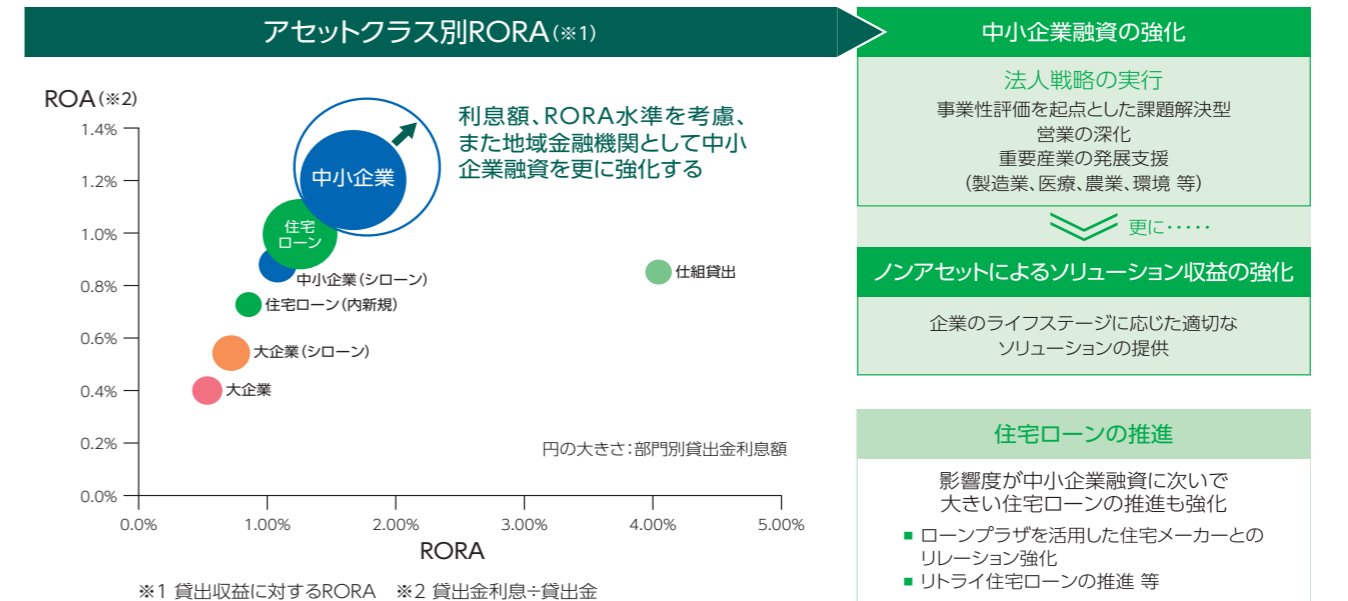 アセットクラス別RORA(※1)
ROA(※2)
1.4%
1.2%
1.0%
0.8%
0.6%
0.4%
0.2%
0.0%
0.0%
1.00%
2.00%
3.00%
4.00%
5.00%
RORA
利息額、RORA水準を考慮、
また地域金融機関として中小
企業融資を更に強化する
中小企業
住宅
ローン
中小企業(シローン)
住宅ローン(内新規)
大企業(シローン)
大企業
仕組貸出
円の大きさ:部門別貸出金利息額
※1 貸出収益に対するRORA ※2 貸出金利息÷貸出金
中小企業融資の強化
法人戦略の実行
事業性評価を起点とした課題解決型
営業の深化
重要産業の発展支援
(製造業、医療、農業、環境 等)
更に・・・・・
ノンアセットによるソリューション収益の強化
企業のライフステージに応じた適切な
ソリューションの提供
住宅ローンの推進
影響度が中小企業融資に次いで
大きい住宅ローンの推進も強化
■ ローンプラザを活用した住宅メーカーとの
リレーション強化
■ リトライ住宅ローンの推進 等